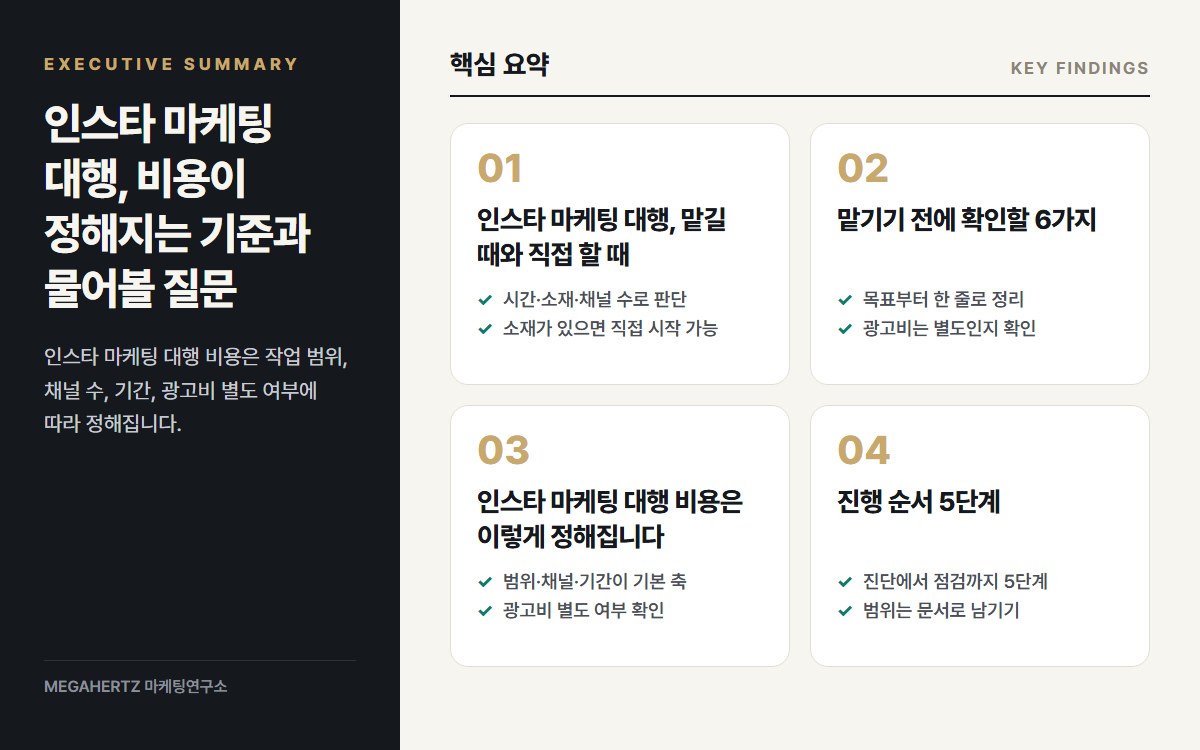 EXECUTIVE SUMMARY
인스타 마케팅
대행, 비용이
정해지는 기준과
물어볼 질문
인스타 마케팅 대행 비용은 작업 범위,
채널 수, 기간, 광고비 별도 여부에
따라 정해집니다.
MEGAHERTZ 마케팅연구소
핵심 요약
KEY FINDINGS
01
인스타 마케팅 대행, 맡길
때와 직접 할 때
✓ 시간·소재·채널 수로 판단
✓ 소재가 있으면 직접 시작 가능
02
맡기기 전에 확인할 6가지
✓ 목표부터 한 줄로 정리
✓ 광고비는 별도인지 확인
03
인스타 마케팅 대행 비용은
이렇게 정해집니다
✓ 범위·채널·기간이 기본 축
✓ 광고비 별도 여부 확인
04
진행 순서 5단계
✓ 진단에서 점검까지 5단계
✓ 범위는 문서로 남기기